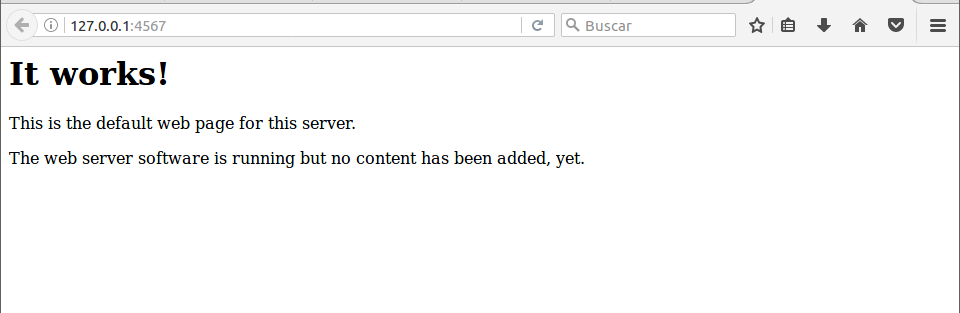 127.0.0.1:4567
Buscar
It works!
This is the default web page for this server.
The web server software is running but no content has been added, yet.